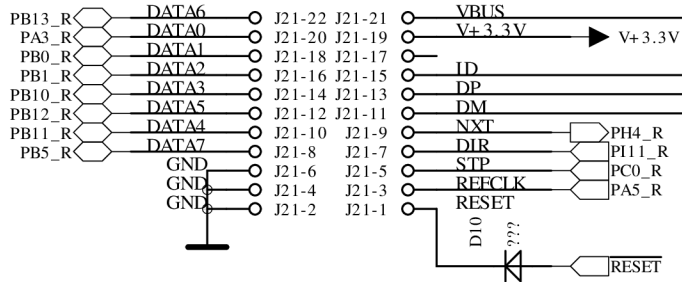 PB13_R DATA6 J21-22 J21-21 VBUS
PA3_R DATA0 J21-20 J21-19 V+3.3V V+3.3V
PB0_R DATA1 J21-18 J21-17
PB1_R DATA2 J21-16 J21-15 ID
PB10_R DATA3 J21-14 J21-13 DP
PB12_R DATA5 J21-12 J21-11 DM
PB11_R DATA4 J21-10 J21-9 NXT PH4_R
PB5_R DATA7 J21-8 J21-7 DIR PI11_R
GND J21-6 J21-5 STP PC0_R
GND J21-4 J21-3 REFCLK PA5_R
GND J21-2 J21-1 RESET
D10
???
RESET